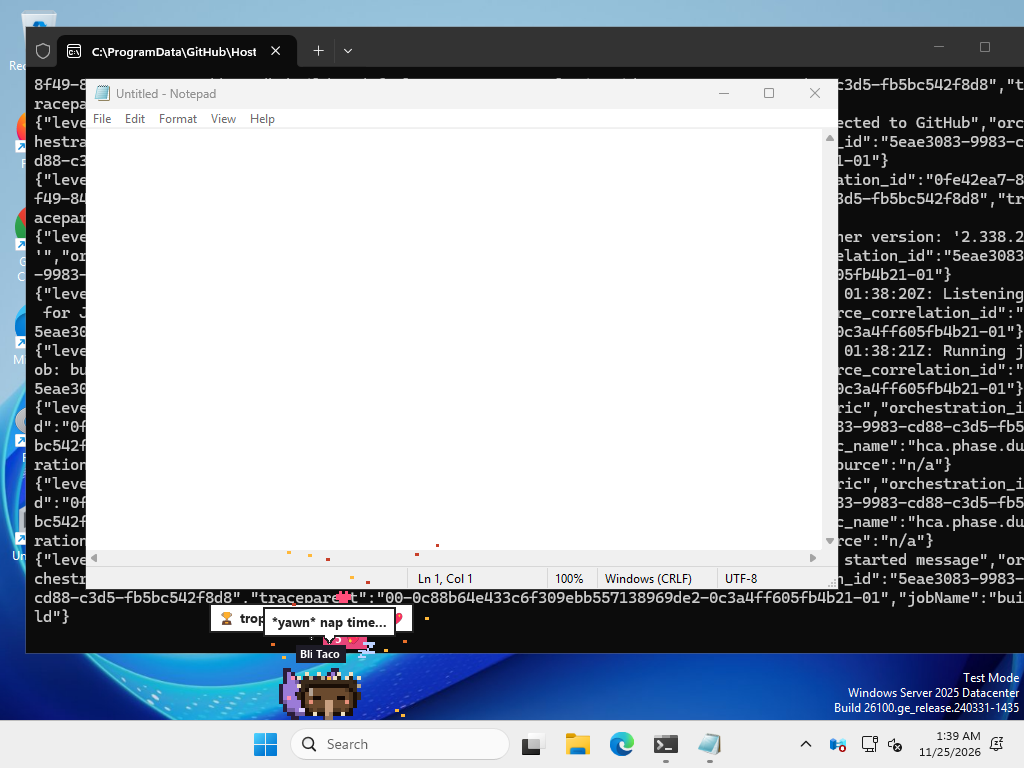 C:\ProgramData\GitHub\Host
Untitled - Notepad
File Edit Format View Help
c3d5-fb5bc542f8d8","t
racepa
{"leve ected to GitHub","orc
hestra _id":"5eae3083-9983-c
d88-c3 1-01"}
{"leve ation_id":"0fe42ea7-8
f49-84 3d5-fb5bc542f8d8","tr
acepar
{"leve ner version: '2.338.2
'","or elation_id":"5eae3083
-9983- 05fb4b21-01"}
{"leve 01:38:20Z: Listening
for J rce_correlation_id":"
5eae30 0c3a4ff605fb4b21-01"}
{"leve 01:38:21Z: Running j
ob: bu rce_correlation_id":"
5eae30 0c3a4ff605fb4b21-01"}
{"leve ric","orchestration_i
d":"0f 83-9983-cd88-c3d5-fb5
bc542f c_name":"hca.phase.du
ration ource":"n/a"}
{"leve ric","orchestration_i
d":"0f 83-9983-cd88-c3d5-fb5
bc542f c_name":"hca.phase.du
ration rce":"n/a"}
{"leve started message","or
chestr _id":"5eae3083-9983-
Ln 1, Col 1 100% Windows (CRLF) UTF-8
cd88-c3d5-fb5bc542f8d8","traceparent":"00-0c88b64e433c6f309ebb557138969de2-0c3a4ff605fb4b21-01","jobName":"bui
ld"}
trop
*yawn* nap time...
Bli Taco
Test Mode
Windows Server 2025 Datacenter
Build 26100.ge_release.240331-1435
Search
1:39 AM
11/25/2026